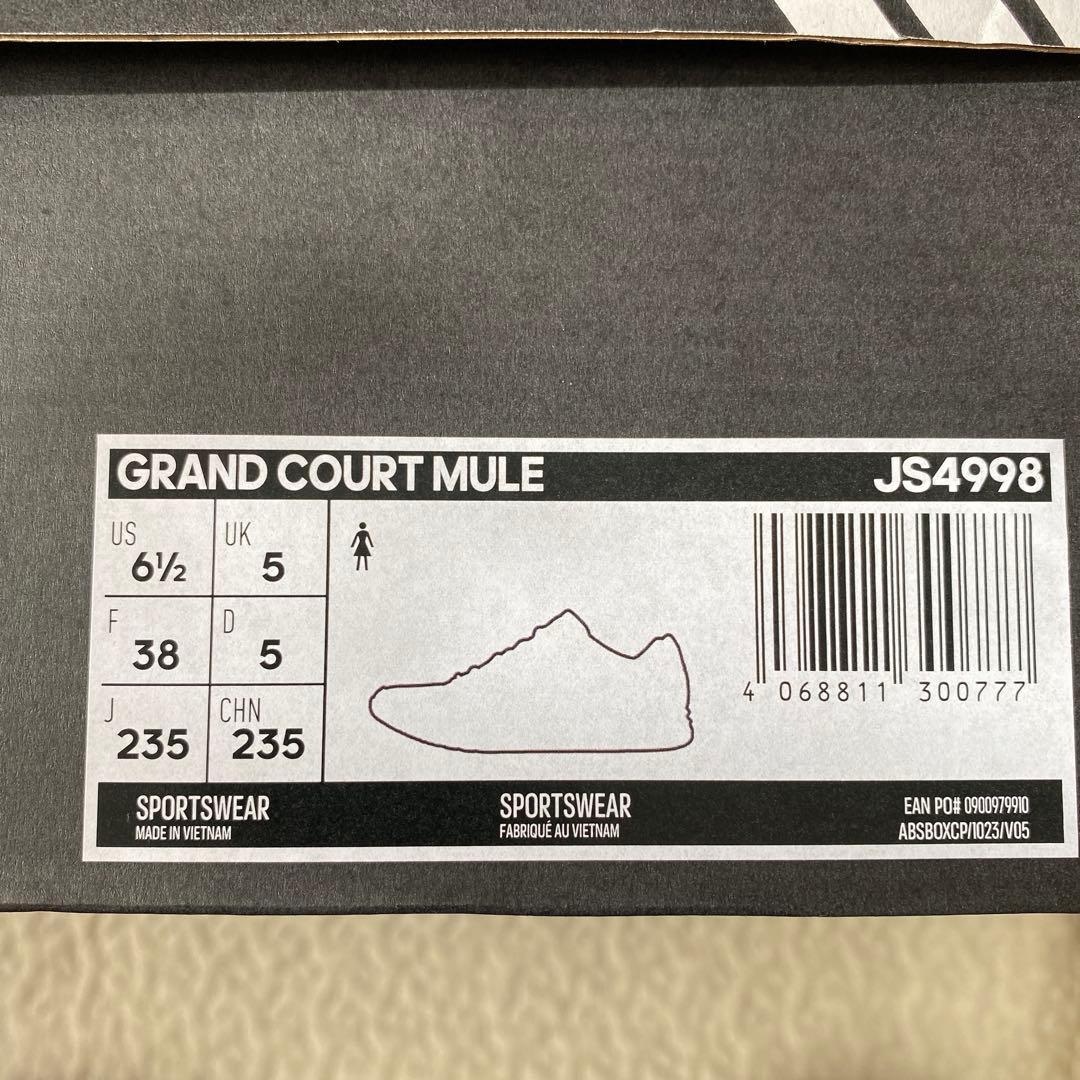 GRAND COURT MULE JS4998
US UK
6½ 5
F D
38 5
J CHN
235 235
4 068811 300777
SPORTSWEAR SPORTSWEAR EAN PO# 0900979910
MADE IN VIETNAM FABRIQUÉ AU VIETNAM ABSBOXCP/1023/V05